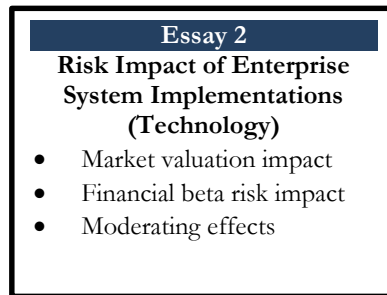 Essay 2
Risk Impact of Enterprise
System Implementations
(Technology)
• Market valuation impact
• Financial beta risk impact
• Moderating effects